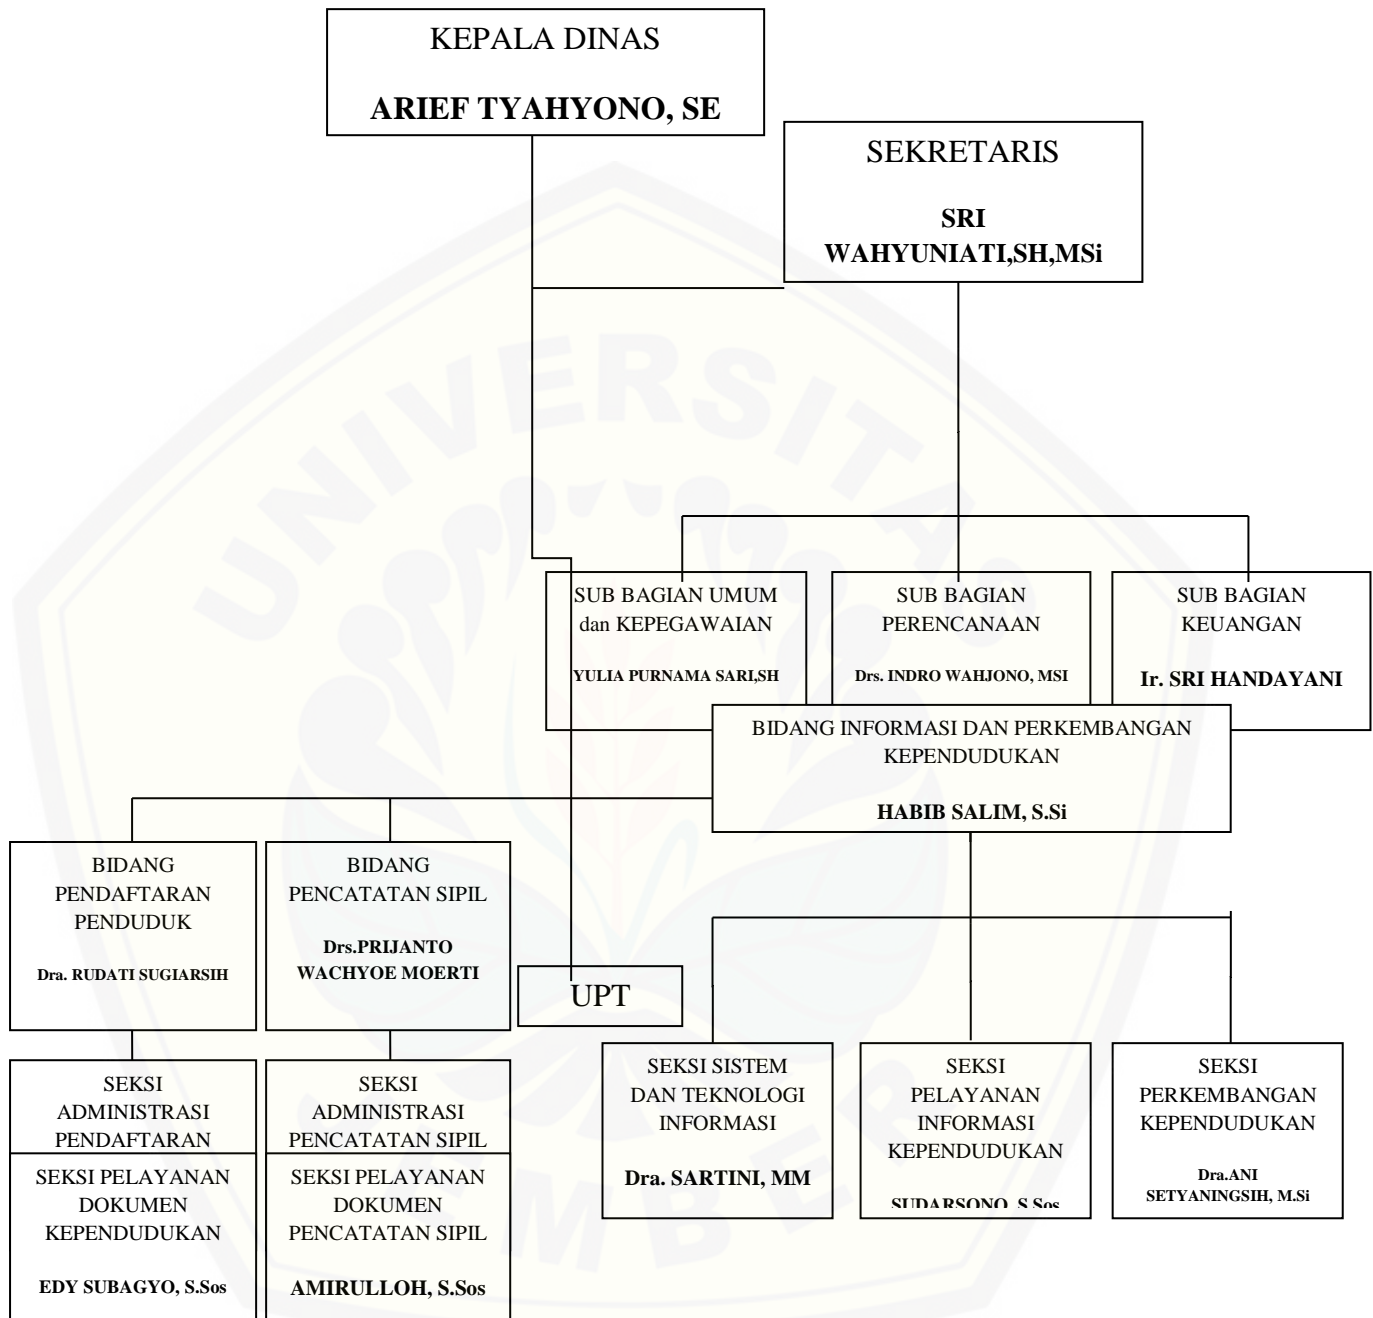 KEPALA DINAS
ARIEF TYAHYONO, SE
SEKRETARIS
SRI
WAHYUNIATI,SH,MSi
SUB BAGIAN UMUM
dan KEPEGAWAIAN
YULIA PURNAMA SARI,SH
SUB BAGIAN
PERENCANAAN
Drs. INDRO WAHJONO, MSI
SUB BAGIAN
KEUANGAN
Ir. SRI HANDAYANI
BIDANG INFORMASI DAN PERKEMBANGAN
KEPENDUDUKAN
HABIB SALIM, S.Si
BIDANG
PENDAFTARAN
PENDUDUK
Dra. RUDATI SUGIARSIH
BIDANG
PENCATATAN SIPIL
Drs.PRIJANTO
WACHYOE MOERTI
UPT
SEKSI
ADMINISTRASI
PENDAFTARAN
SEKSI
ADMINISTRASI
PENCATATAN SIPIL
SEKSI SISTEM
DAN TEKNOLOGI
INFORMASI
Dra. SARTINI, MM
SEKSI
PELAYANAN
INFORMASI
KEPENDUDUKAN
SUDARSONO, S.Sos
SEKSI
PERKEMBANGAN
KEPENDUDUKAN
Dra.ANI
SETYANINGSIH, M.Si
SEKSI PELAYANAN
DOKUMEN
KEPENDUDUKAN
EDY SUBAGYO, S.Sos
SEKSI PELAYANAN
DOKUMEN
PENCATATAN SIPIL
AMIRULLOH, S.Sos
UNIVERSITAS
JEMBER